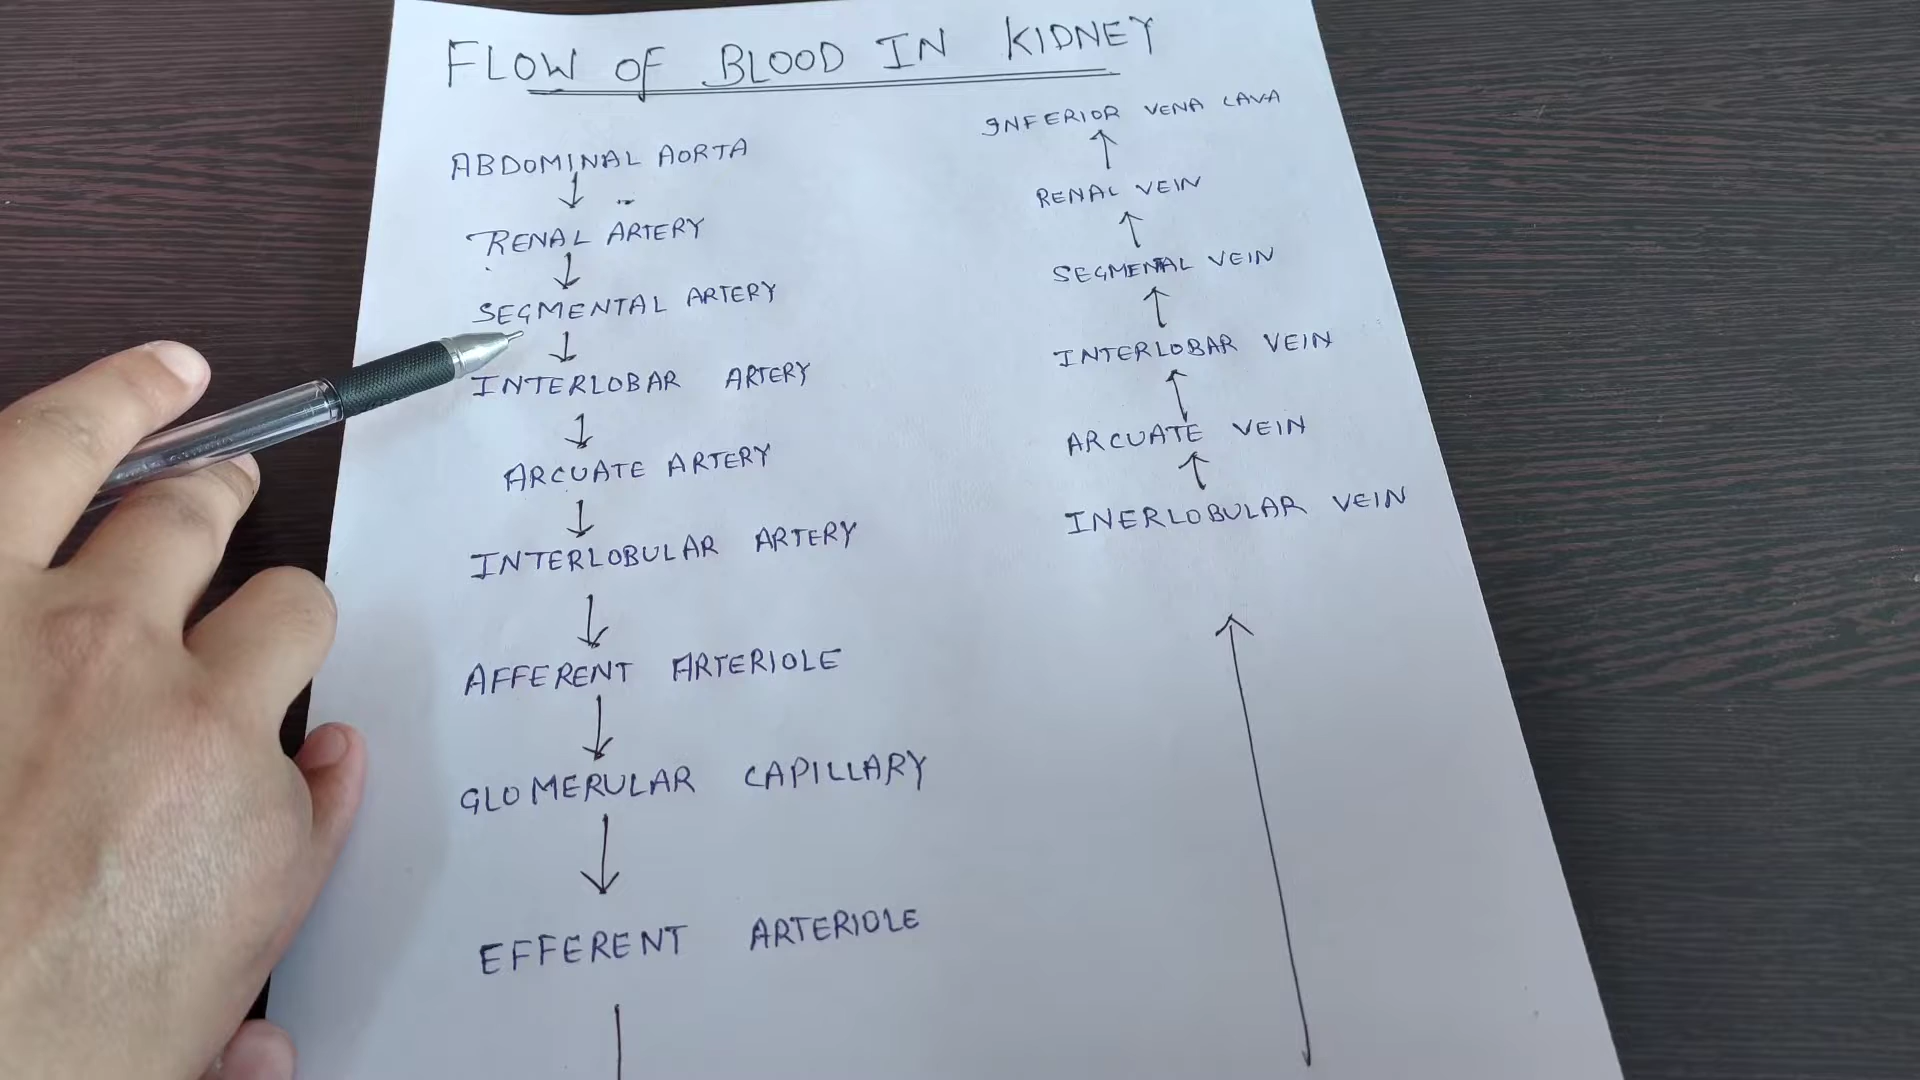 FLOW OF BLOOD IN KIDNEY
ABDOMINAL AORTA
RENAL ARTERY
SEGMENTAL ARTERY
INTERLOBAR ARTERY
ARCUATE ARTERY
INTERLOBULAR ARTERY
AFFERENT ARTERIOLE
GLOMERULAR CAPILLARY
EFFERENT ARTERIOLE
INFERIOR VENA CAVA
RENAL VEIN
SEGMENTAL VEIN
INTERLOBAR VEIN
ARCUATE VEIN
INERLOBULAR VEIN